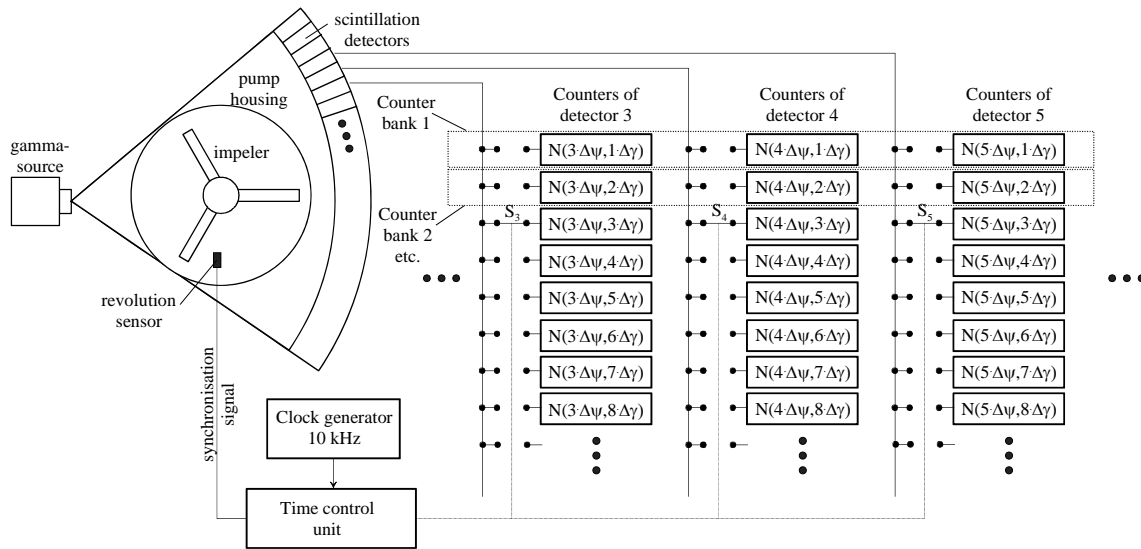 scintillation
detectors
pump
housing
impeler
gamma-
source
revolution
sensor
synchronisation
signal
Clock generator
10 kHz
Time control
unit
Counter
bank 1
Counter
bank 2
etc.
Counters of
detector 3
Counters of
detector 4
Counters of
detector 5
N(3·Δψ,1·Δγ)
N(4·Δψ,1·Δγ)
N(5·Δψ,1·Δγ)
N(3·Δψ,2·Δγ)
N(4·Δψ,2·Δγ)
N(5·Δψ,2·Δγ)
S₃
N(3·Δψ,3·Δγ)
S₄
N(4·Δψ,3·Δγ)
S₅
N(5·Δψ,3·Δγ)
N(3·Δψ,4·Δγ)
N(4·Δψ,4·Δγ)
N(5·Δψ,4·Δγ)
N(3·Δψ,5·Δγ)
N(4·Δψ,5·Δγ)
N(5·Δψ,5·Δγ)
N(3·Δψ,6·Δγ)
N(4·Δψ,6·Δγ)
N(5·Δψ,6·Δγ)
N(3·Δψ,7·Δγ)
N(4·Δψ,7·Δγ)
N(5·Δψ,7·Δγ)
N(3·Δψ,8·Δγ)
N(4·Δψ,8·Δγ)
N(5·Δψ,8·Δγ)